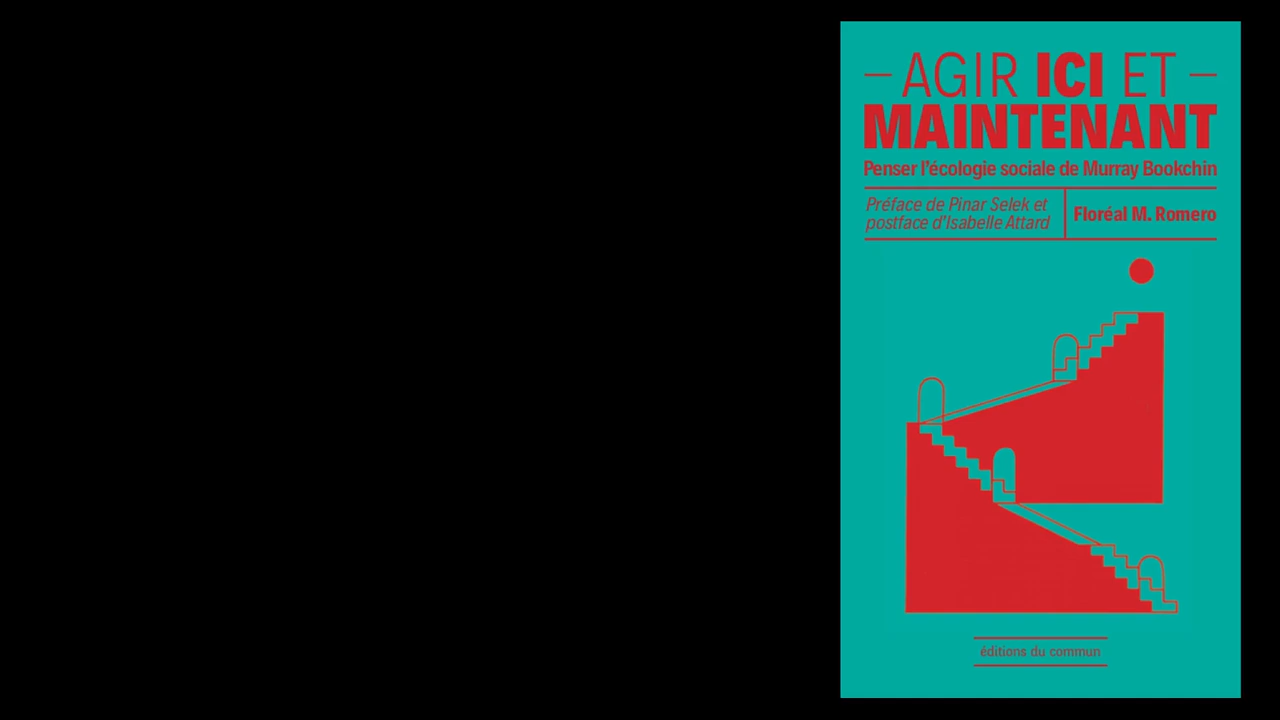 – AGIR ICI ET –
MAINTENANT
Penser l'écologie sociale de Murray Bookchin
Préface de Pinar Selek et
postface d'Isabelle Attard
Floréal M. Romero
éditions du commun